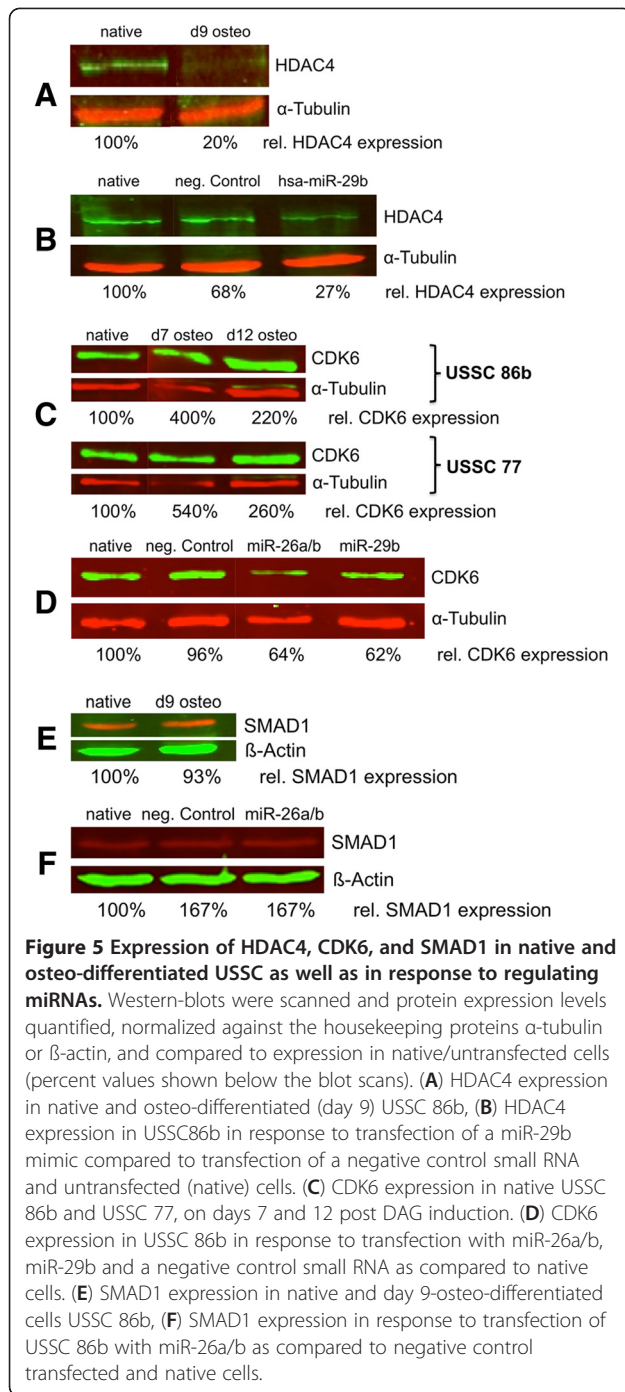 native d9 osteo
HDAC4
A
α-Tubulin
100% 20% rel. HDAC4 expression
native neg. Control hsa-miR-29b
HDAC4
B
α-Tubulin
100% 68% 27% rel. HDAC4 expression
native d7 osteo d12 osteo
CDK6
USSC 86b
α-Tubulin
100% 400% 220% rel. CDK6 expression
C
CDK6
USSC 77
α-Tubulin
100% 540% 260% rel. CDK6 expression
native neg. Control miR-26a/b miR-29b
CDK6
D
α-Tubulin
100% 96% 64% 62% rel. CDK6 expression
native d9 osteo
SMAD1
E
ß-Actin
100% 93% rel. SMAD1 expression
native neg. Control miR-26a/b
SMAD1
F
ß-Actin
100% 167% 167% rel. SMAD1 expression
Figure 5 Expression of HDAC4, CDK6, and SMAD1 in native and
osteo-differentiated USSC as well as in response to regulating
miRNAs. Western-blots were scanned and protein expression levels
quantified, normalized against the housekeeping proteins α-tubulin
or ß-actin, and compared to expression in native/untransfected cells
(percent values shown below the blot scans). (A) HDAC4 expression
in native and osteo-differentiated (day 9) USSC 86b, (B) HDAC4
expression in USSC86b in response to transfection of a miR-29b
mimic compared to transfection of a negative control small RNA
and untransfected (native) cells. (C) CDK6 expression in native USSC
86b and USSC 77, on days 7 and 12 post DAG induction. (D) CDK6
expression in USSC 86b in response to transfection with miR-26a/b,
miR-29b and a negative control small RNA as compared to native
cells. (E) SMAD1 expression in native and day 9-osteo-differentiated
cells USSC 86b, (F) SMAD1 expression in response to transfection of
USSC 86b with miR-26a/b as compared to negative control
transfected and native cells.